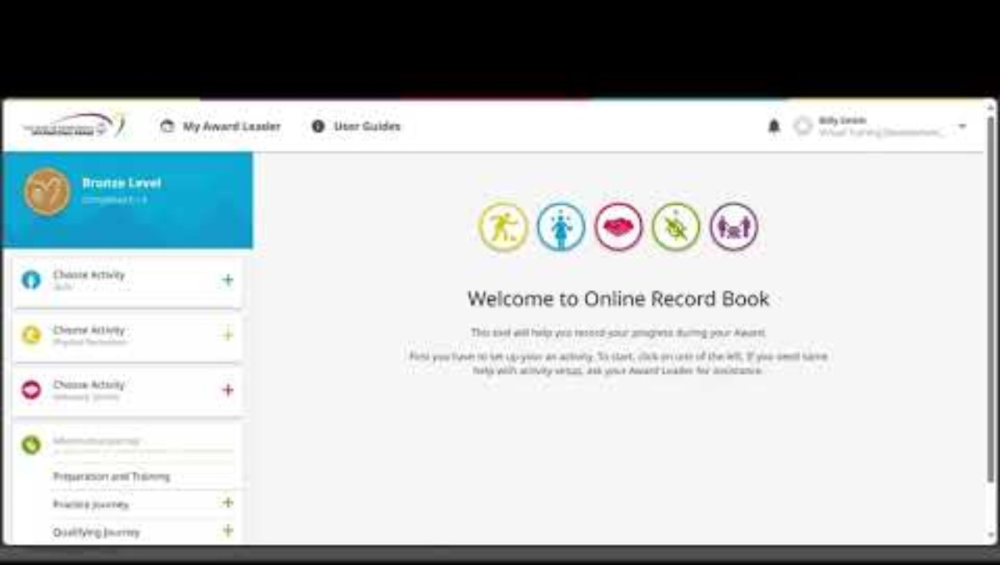 My Award Leader
User Guides
Billy Smith
Bronze Level
Choose Activity
Skills
Choose Activity
Physical Recreation
Choose Activity
Voluntary Service
Adventurous Journey
Preparation and Training
Practice Journey
Qualifying Journey
Welcome to Online Record Book
This tool will help you record your progress during your Award.
First you have to set up your an activity. To start, click on one of the left. If you need some
help with activity setup, ask your Award Leader for assistance.